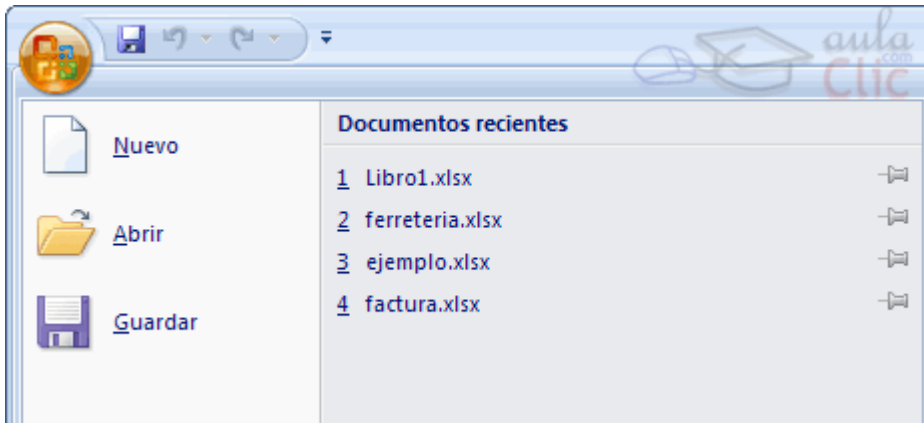 aula
.com
Clic
Nuevo
Abrir
Guardar
Documentos recientes
1 Libro1.xlsx
2 ferreteria.xlsx
3 ejemplo.xlsx
4 factura.xlsx